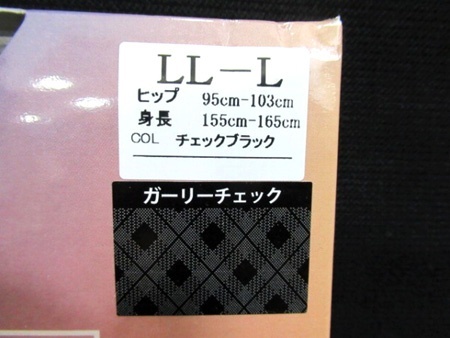 LL－L
ヒップ 95cm-103cm
身長 155cm-165cm
COL チェックブラック
ガーリーチェック